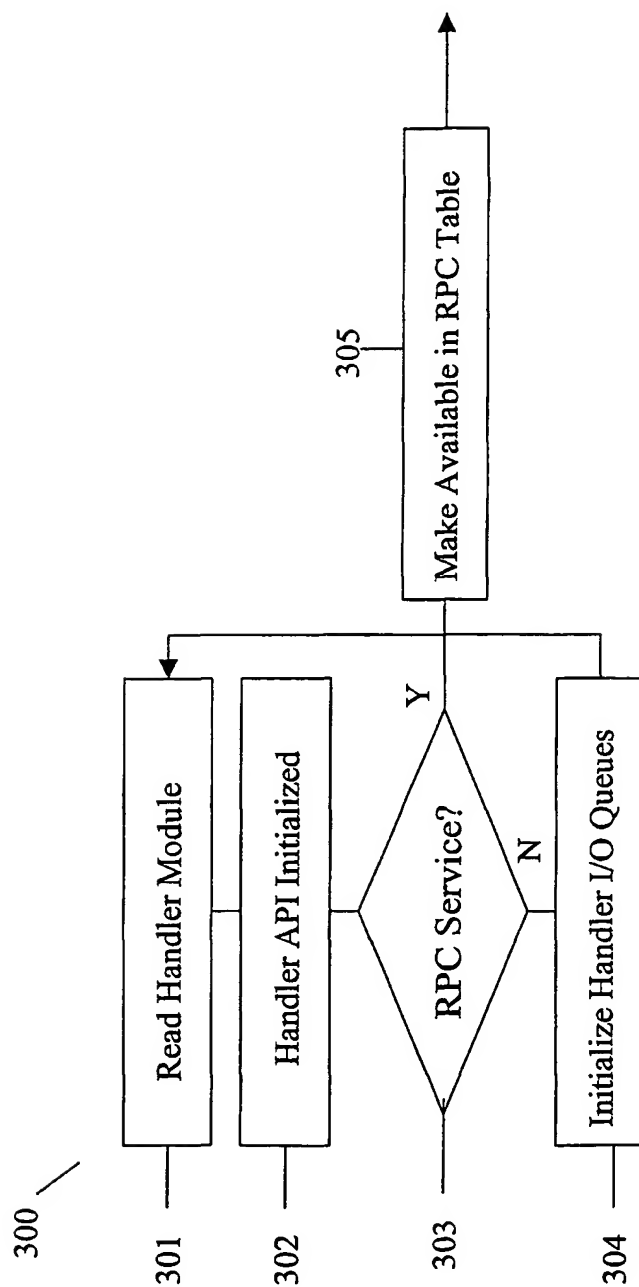 300
301
Read Handler Module
302
Handler API Initialized
303
RPC Service?
Y
N
304
Initialize Handler I/O Queues
305
Make Available in RPC Table